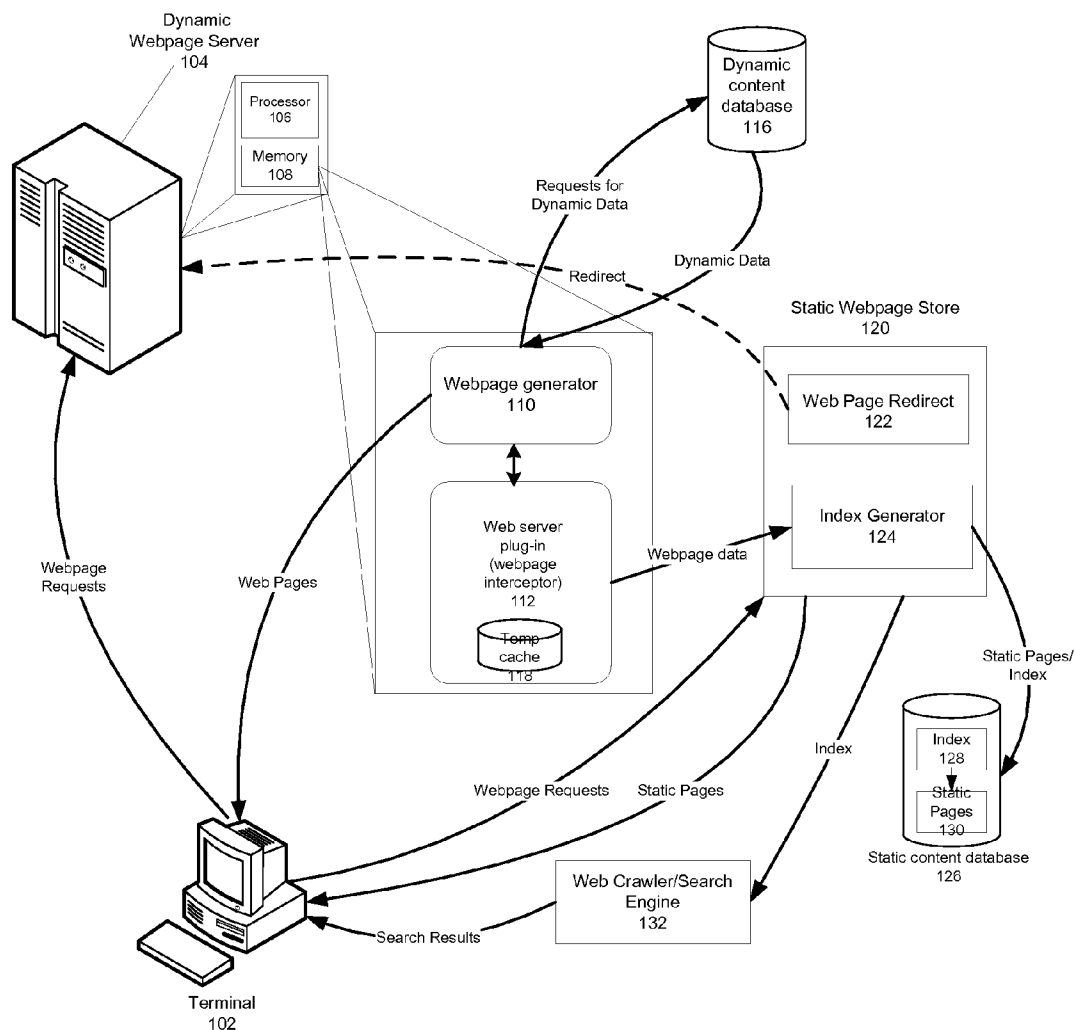 Dynamic
Webpage Server
104
Processor
106
Memory
108
Dynamic
content
database
116
Requests for
Dynamic Data
Dynamic Data
Redirect
Static Webpage Store
120
Webpage generator
110
Web Page Redirect
122
Web server
plug-in
(webpage
interceptor)
112
Temp
cache
118
Webpage data
Index Generator
124
Webpage
Requests
Web Pages
Static Pages/
Index
Index
128
Static
Pages
130
Static content database
126
Index
Webpage Requests
Static Pages
Web Crawler/Search
Engine
132
Search Results
Terminal
102